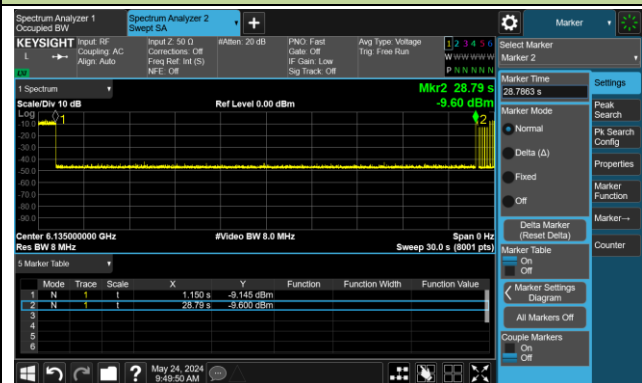 Spectrum Analyzer 1
Occupied BW
Spectrum Analyzer 2
Swept SA
Marker
KEYSIGHT
L
Input: RF
Coupling: AC
Align: Auto
Input Z: 50 Ω
Corrections: Off
Freq Ref: Int (S)
NFE: Off
#Atten: 20 dB
PNO: Fast
Gate: Off
IF Gain: Low
Sig Track: Off
Avg Type: Voltage
Trig: Free Run
1 2 3 4 5 6
W W W W W W
P N N N N N
Select Marker
Marker 2
1 Spectrum
Mkr2 28.79 s
-9.60 dBm
Scale/Div 10 dB
Ref Level 0.00 dBm
Log
-10.0
-20.0
-30.0
-40.0
-50.0
-60.0
-70.0
-80.0
-90.0
1
2
Center 6.135000000 GHz
#Video BW 8.0 MHz
Span 0 Hz
Res BW 8 MHz
Sweep 30.0 s (8001 pts)
5 Marker Table
Mode Trace Scale X Y Function Function Width Function Value
1 N 1 t 1.150 s -9.145 dBm
2 N 1 t 28.79 s -9.600 dBm
3
4
5
6
Marker Time
28.7863 s
Marker Mode
Normal
Delta (Δ)
Fixed
Off
Delta Marker
(Reset Delta)
Marker Table
On
Off
Marker Settings
Diagram
All Markers Off
Couple Markers
On
Off
Settings
Peak
Search
Pk Search
Config
Properties
Marker
Function
Marker→
Counter
?
May 24, 2024
9:49:50 AM